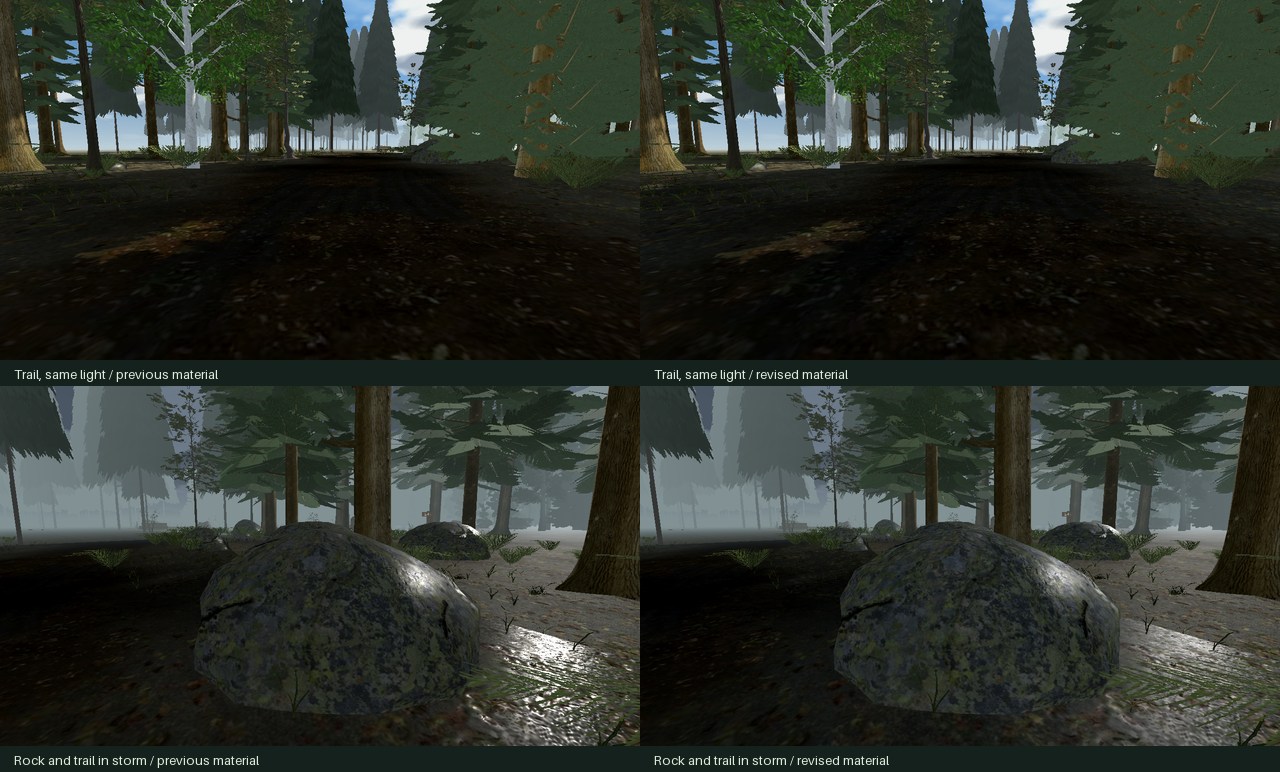 Trail, same light / previous material
Trail, same light / revised material
Rock and trail in storm / previous material
Rock and trail in storm / revised material